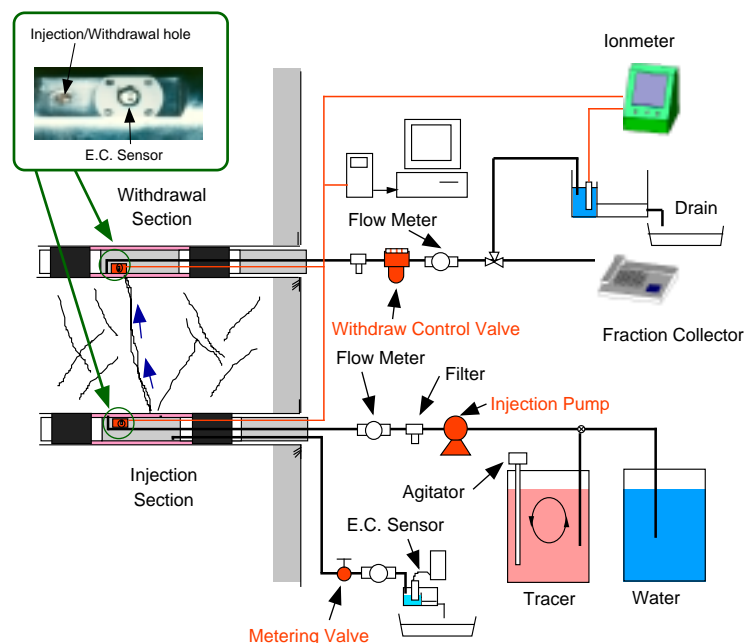 Injection/Withdrawal hole
E.C. Sensor
Ionmeter
Withdrawal
Section
Flow Meter
Drain
Withdraw Control Valve
Fraction Collector
Flow Meter
Filter
Injection Pump
Injection
Section
Agitator
E.C. Sensor
Tracer
Water
Metering Valve